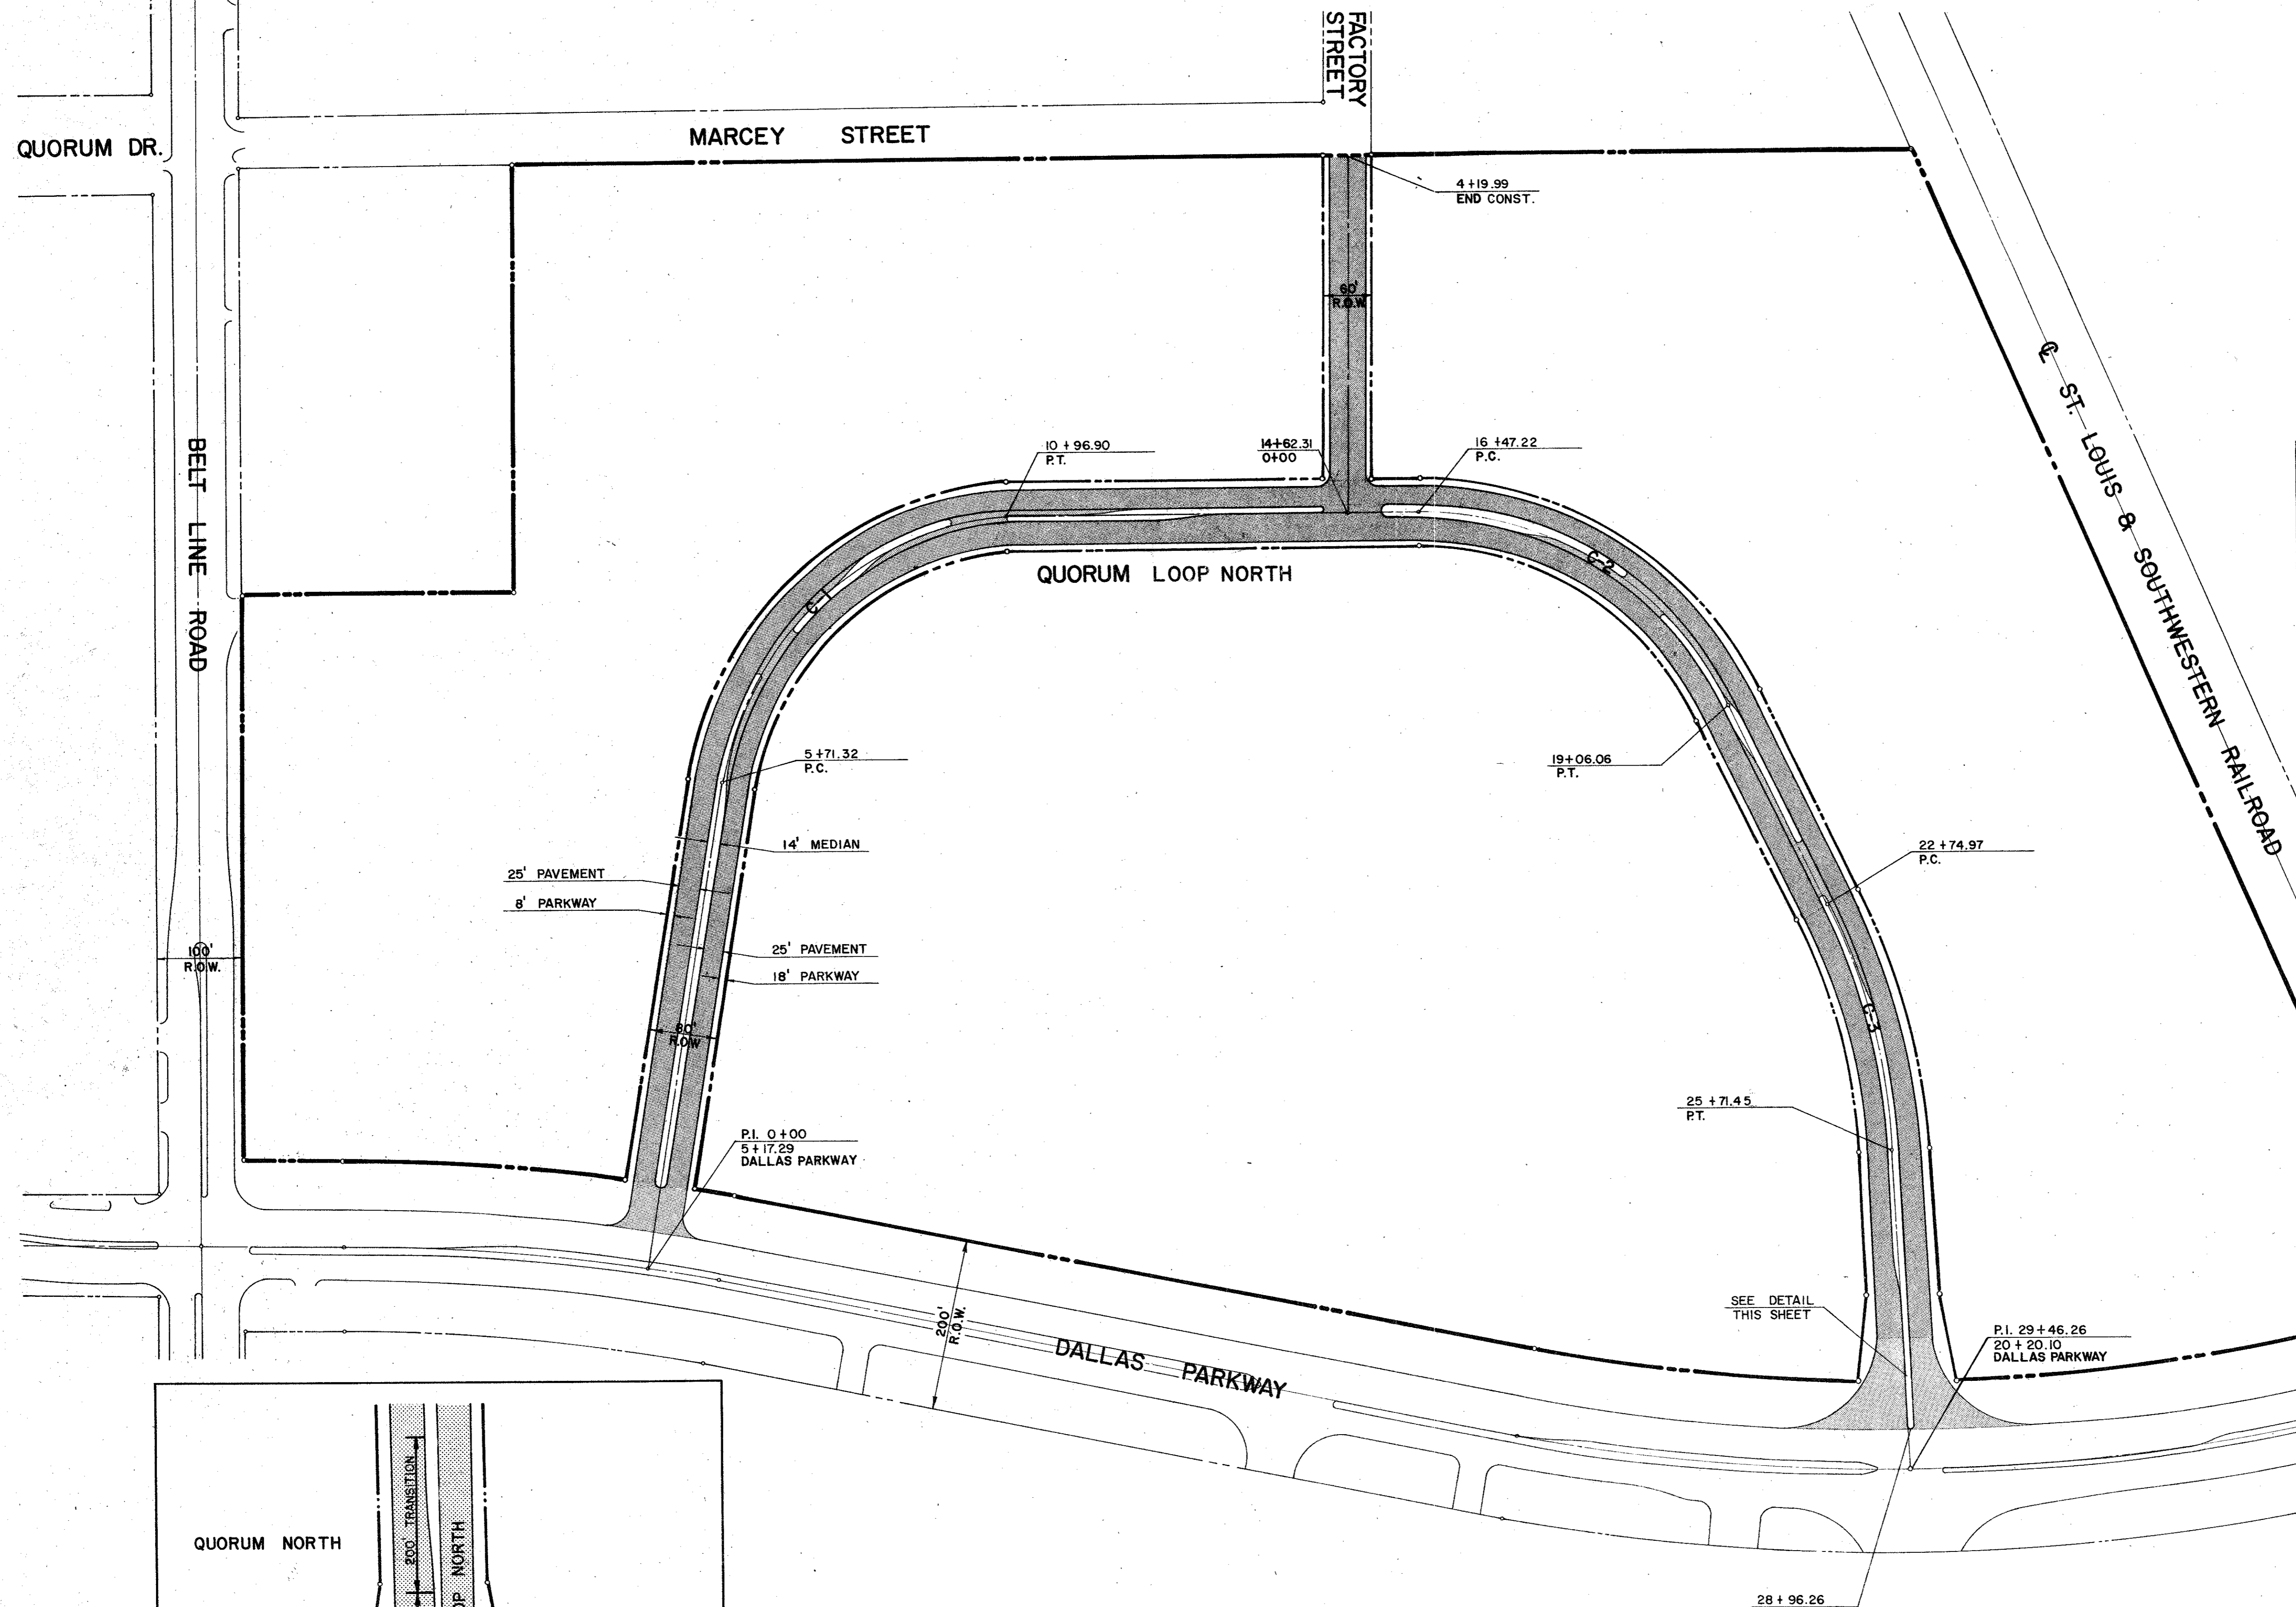 FACTORY
STREET
QUORUM DR.
MARCEY STREET
4+19.99
END CONST.
60'
R.O.W.
℄ ST. LOUIS & SOUTHWESTERN RAILROAD
BELT LINE ROAD
10+96.90
P.T.
14+62.31
0+00
16+47.22
P.C.
C-1
C-2
QUORUM LOOP NORTH
5+71.32
P.C.
19+06.06
P.T.
14' MEDIAN
22+74.97
P.C.
25' PAVEMENT
8' PARKWAY
100'
R.O.W.
25' PAVEMENT
18' PARKWAY
C-3
80'
R.O.W
25+71.45
P.T.
P.I. 0+00
5+17.29
DALLAS PARKWAY
200'
R.O.W.
SEE DETAIL
THIS SHEET
P.I. 29+46.26
20+20.10
DALLAS PARKWAY
DALLAS PARKWAY
200' TRANSITION
QUORUM NORTH
OP NORTH
28+96.26